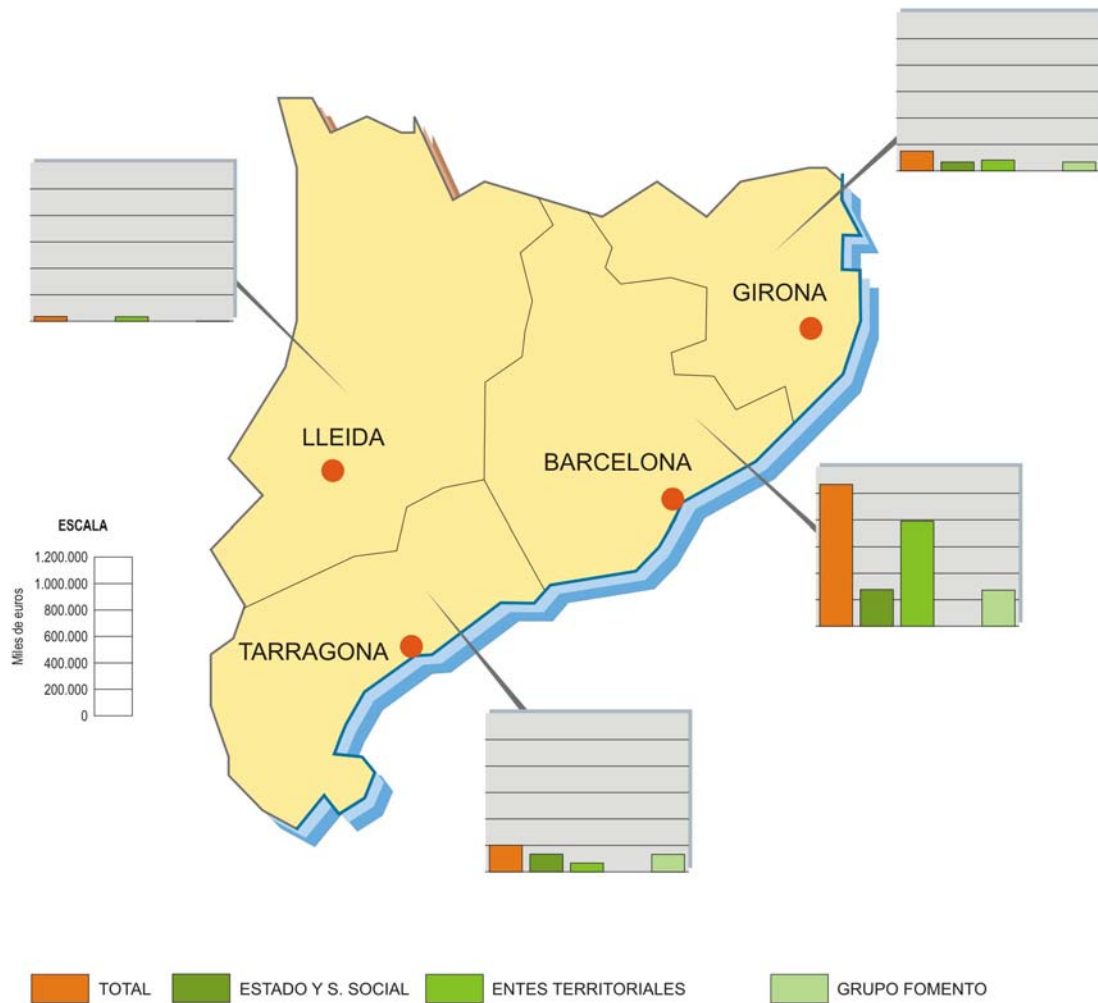 GIRONA
LLEIDA
BARCELONA
TARRAGONA
ESCALA
Miles de euros
1.200.000
1.000.000
800.000
600.000
400.000
200.000
0
TOTAL
ESTADO Y S. SOCIAL
ENTES TERRITORIALES
GRUPO FOMENTO